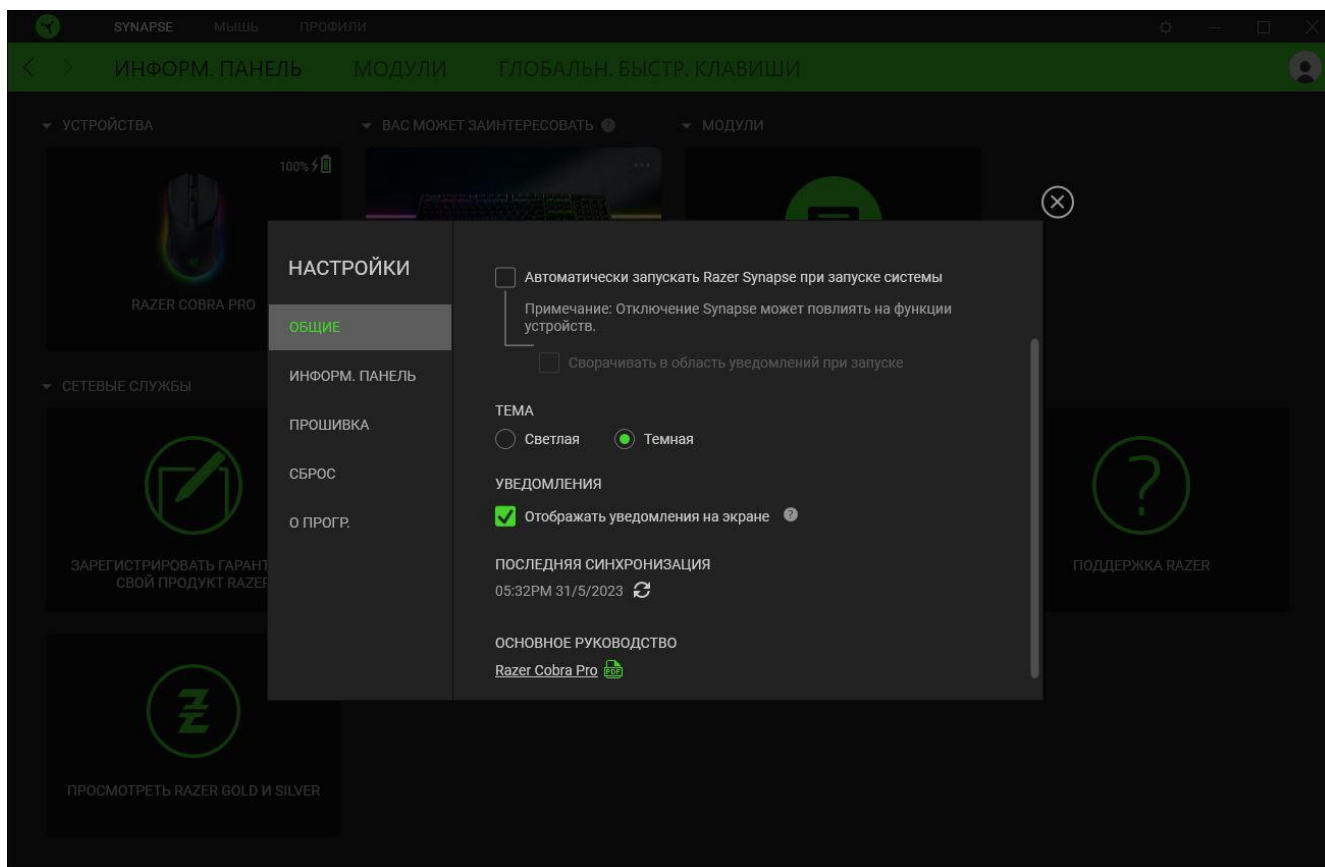 SYNAPSE МЫШЬ ПРОФИЛИ
ИНФОРМ. ПАНЕЛЬ МОДУЛИ ГЛОБАЛЬН. БЫСТР. КЛАВИШИ
УСТРОЙСТВА ВАС МОЖЕТ ЗАИНТЕРЕСОВАТЬ ? МОДУЛИ
100%
RAZER COBRA PRO
СЕТЕВЫЕ СЛУЖБЫ
ЗАРЕГИСТРИРОВАТЬ ГАРАНТ
СВОЙ ПРОДУКТ RAZER
ПРОСМОТРЕТЬ RAZER GOLD И SILVER
НАСТРОЙКИ
ОБЩИЕ
ИНФОРМ. ПАНЕЛЬ
ПРОШИВКА
СБРОС
О ПРОГР.
Автоматически запускать Razer Synapse при запуске системы
Примечание: Отключение Synapse может повлиять на функции
устройств.
Сворачивать в область уведомлений при запуске
ТЕМА
Светлая Темная
УВЕДОМЛЕНИЯ
Отображать уведомления на экране ?
ПОСЛЕДНЯЯ СИНХРОНИЗАЦИЯ
05:32PM 31/5/2023
ОСНОВНОЕ РУКОВОДСТВО
Razer Cobra Pro PDF
?
ПОДДЕРЖКА RAZER